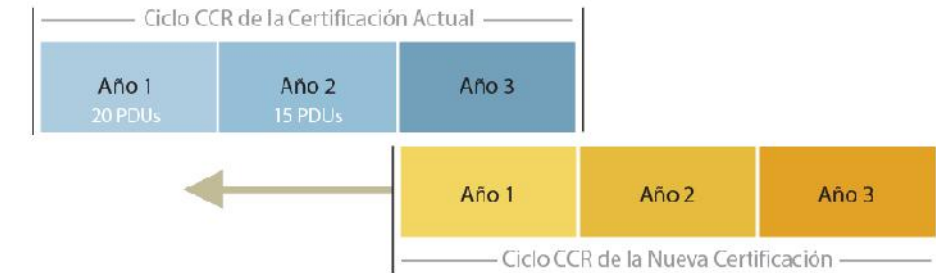 Ciclo CCR de la Certificación Actual
Año 1 Año 2 Año 3
20 PDUs 15 PDUs
Año 1 Año 2 Año 3
Ciclo CCR de la Nueva Certificación